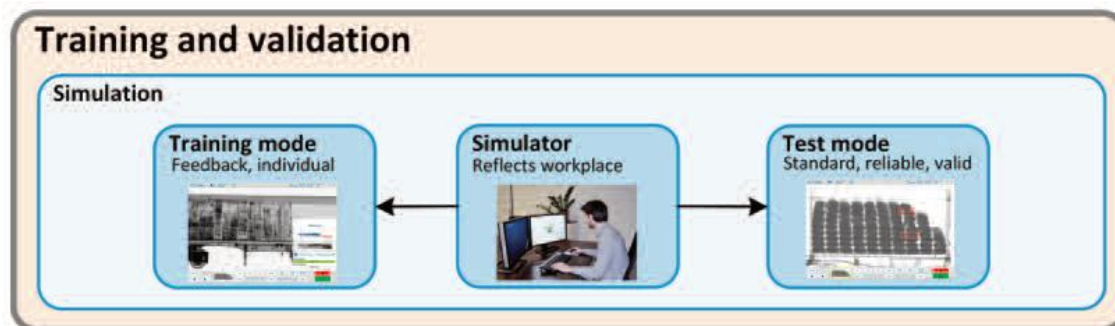 Training and validation
Simulation
Training mode
Feedback, individual
Simulator
Reflects workplace
Test mode
Standard, reliable, valid